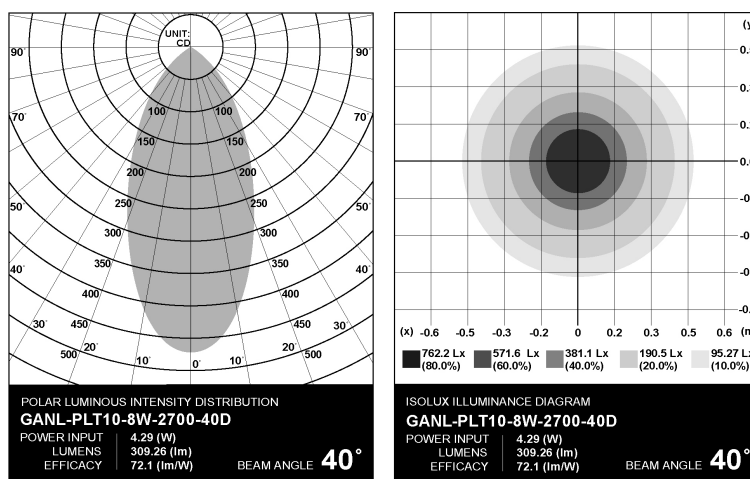 UNIT:
CD
90° 90°
100 100
70° 70°
150 150
200 200
50° 50°
250 250
300 300
40° 350 350 40°
400 400
30° 450 450 30°
500 20° 10° 0° 10° 20° 500
POLAR LUMINOUS INTENSITY DISTRIBUTION
GANL-PLT10-8W-2700-40D
POWER INPUT 4.29 (W)
LUMENS 309.26 (lm)
EFFICACY 72.1 (lm/W) BEAM ANGLE 40°
(y
(x) -0.6 -0.5 -0.3 -0.2 0 0.2 0.3 0.5 0.6 (m
762.2 Lx 571.6 Lx 381.1 Lx 190.5 Lx 95.27 Lx
(80.0%) (60.0%) (40.0%) (20.0%) (10.0%)
ISOLUX ILLUMINANCE DIAGRAM
GANL-PLT10-8W-2700-40D
POWER INPUT 4.29 (W)
LUMENS 309.26 (lm)
EFFICACY 72.1 (lm/W) BEAM ANGLE 40°